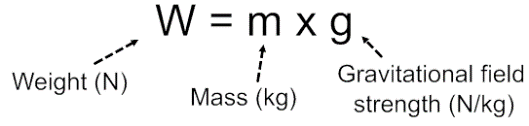 W = m x g
Weight (N)
Mass (kg)
Gravitational field
strength (N/kg)